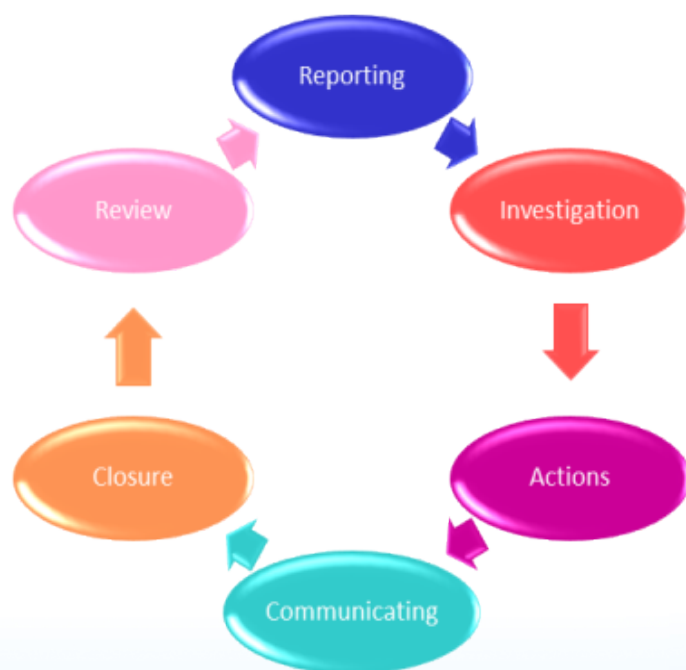 Reporting
Investigation
Actions
Communicating
Closure
Review